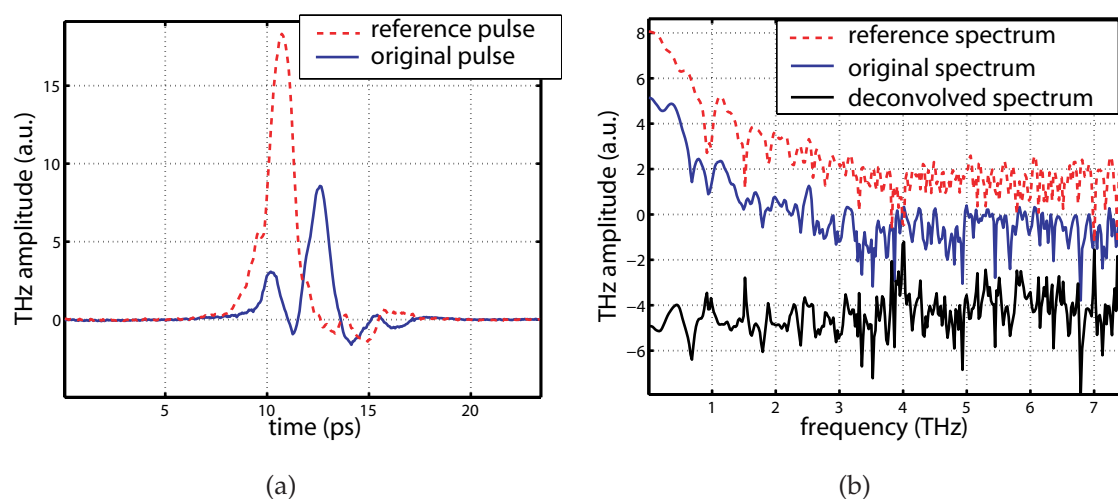 reference pulse
original pulse
THz amplitude (a.u.)
15
10
5
0
5
10
15
20
time (ps)
(a)
reference spectrum
original spectrum
deconvolved spectrum
THz amplitude (a.u.)
8
6
4
2
0
−2
−4
−6
1
2
3
4
5
6
7
frequency (THz)
(b)